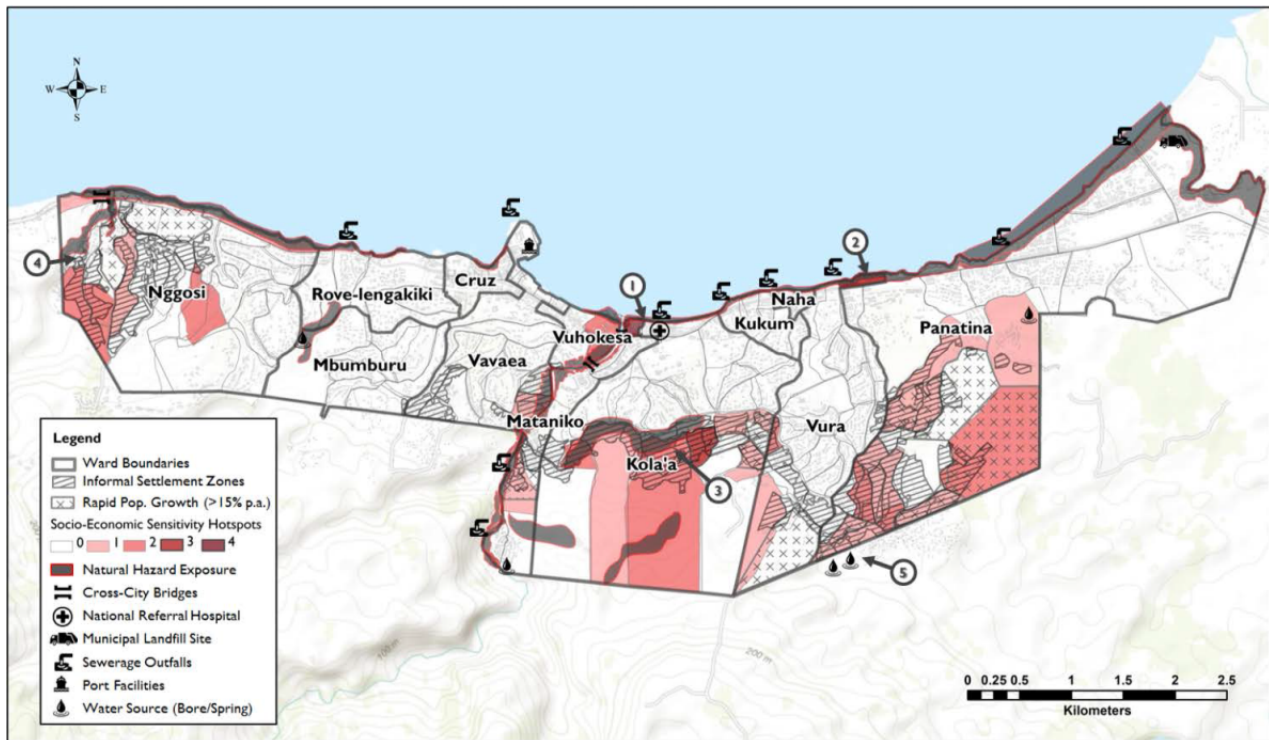 N
W E
S
1
2
4
Nggosi
Rove-lengakiki
Cruz
Naha
Kukum
Panatina
Vuhokesa
Mbumburu
Vavaea
Mataniko
Vura
Kola'a
3
5
100 m
200 m
Legend
Ward Boundaries
Informal Settlement Zones
Rapid Pop. Growth (>15% p.a.)
Socio-Economic Sensitivity Hotspots
0 1 2 3 4
Natural Hazard Exposure
Cross-City Bridges
National Referral Hospital
Municipal Landfill Site
Sewerage Outfalls
Port Facilities
Water Source (Bore/Spring)
0 0.25 0.5 1 1.5 2 2.5
Kilometers